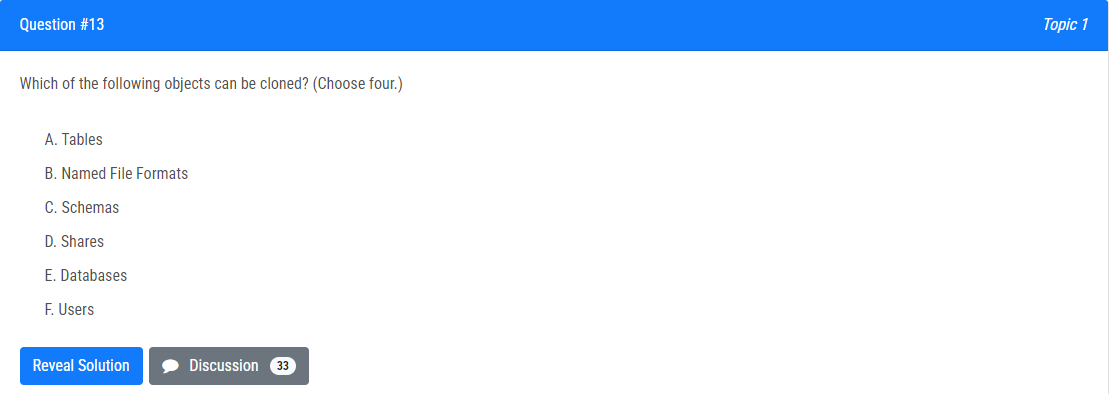 Question #13
Topic 1
Which of the following objects can be cloned? (Choose four.)
A. Tables
B. Named File Formats
C. Schemas
D. Shares
E. Databases
F. Users
Reveal Solution
Discussion 33